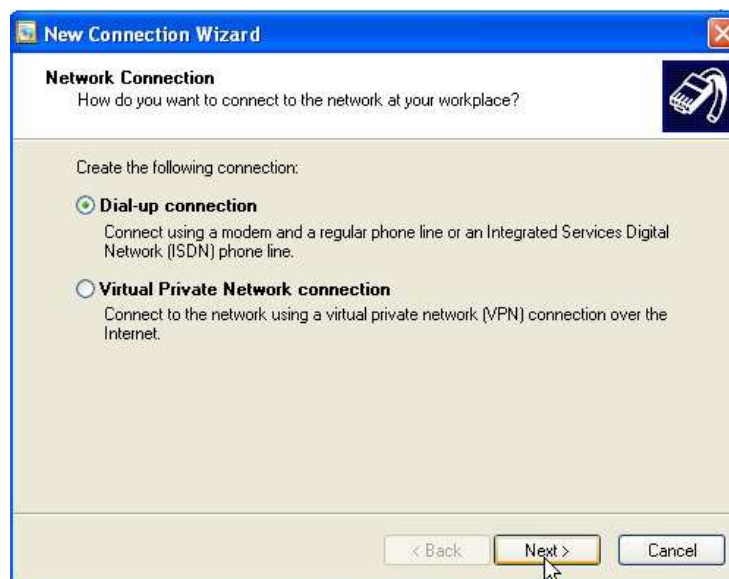 New Connection Wizard
Network Connection
How do you want to connect to the network at your workplace?
Create the following connection:
Dial-up connection
Connect using a modem and a regular phone line or an Integrated Services Digital
Network (ISDN) phone line.
Virtual Private Network connection
Connect to the network using a virtual private network (VPN) connection over the
Internet.
< Back Next > Cancel